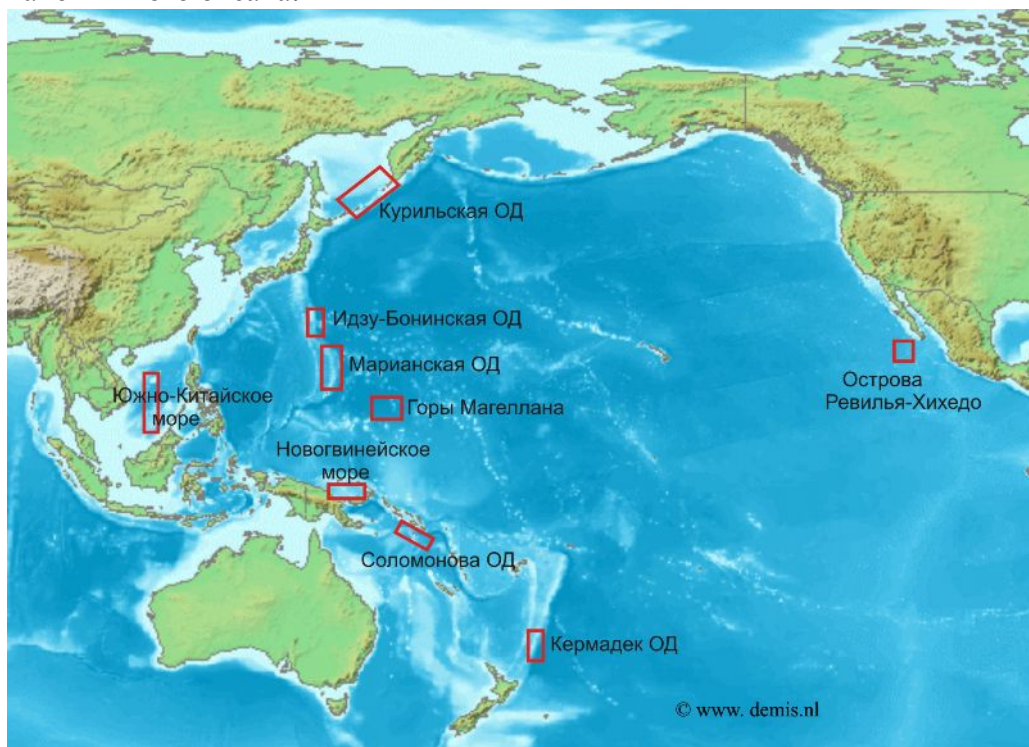 Курильская ОД
Идзу-Бонинская ОД
Марианская ОД
Южно-Китайское
море
Горы Магеллана
Острова
Ревилья-Хихедо
Новогвинейское
море
Соломонова ОД
Кермадек ОД
© www. demis.nl